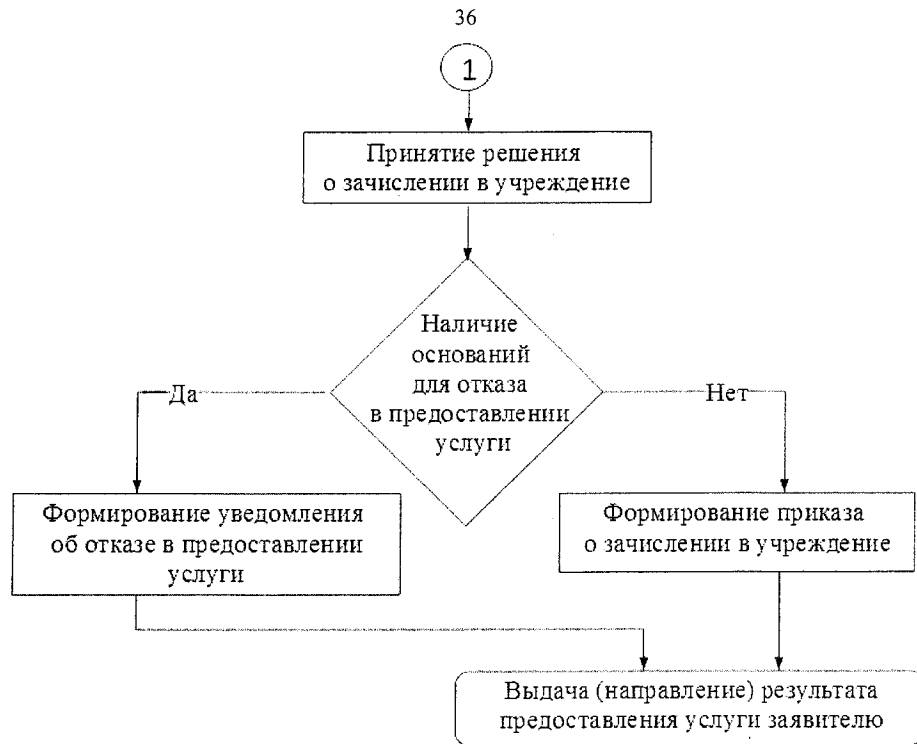 36
1
Принятие решения
о зачислении в учреждение
Наличие
оснований
для отказа
в предоставлении
услуги
Да
Нет
Формирование уведомления
об отказе в предоставлении
услуги
Формирование приказа
о зачислении в учреждение
Выдача (направление) результата
предоставления услуги заявителю